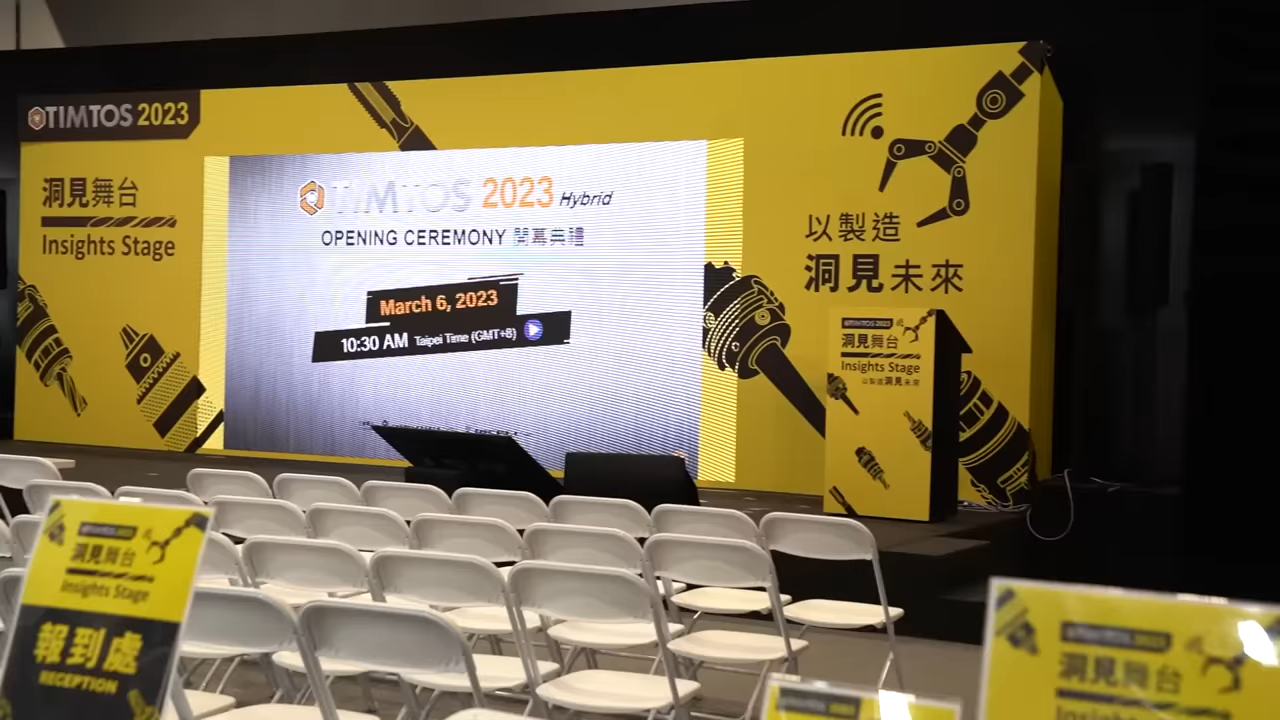 TIMTOS 2023
洞見舞台
Insights Stage
TIMTOS 2023 Hybrid
OPENING CEREMONY 開幕典禮
March 6, 2023
10:30 AM Taipei Time (GMT+8)
以製造
洞見未來
TIMTOS 2023
洞見舞台
Insights Stage
以製造洞見未來
TIMTOS 2023
洞見舞台
Insights Stage
報到處
RECEPTION
TIMTOS 2023
洞見舞台
Insights Stage